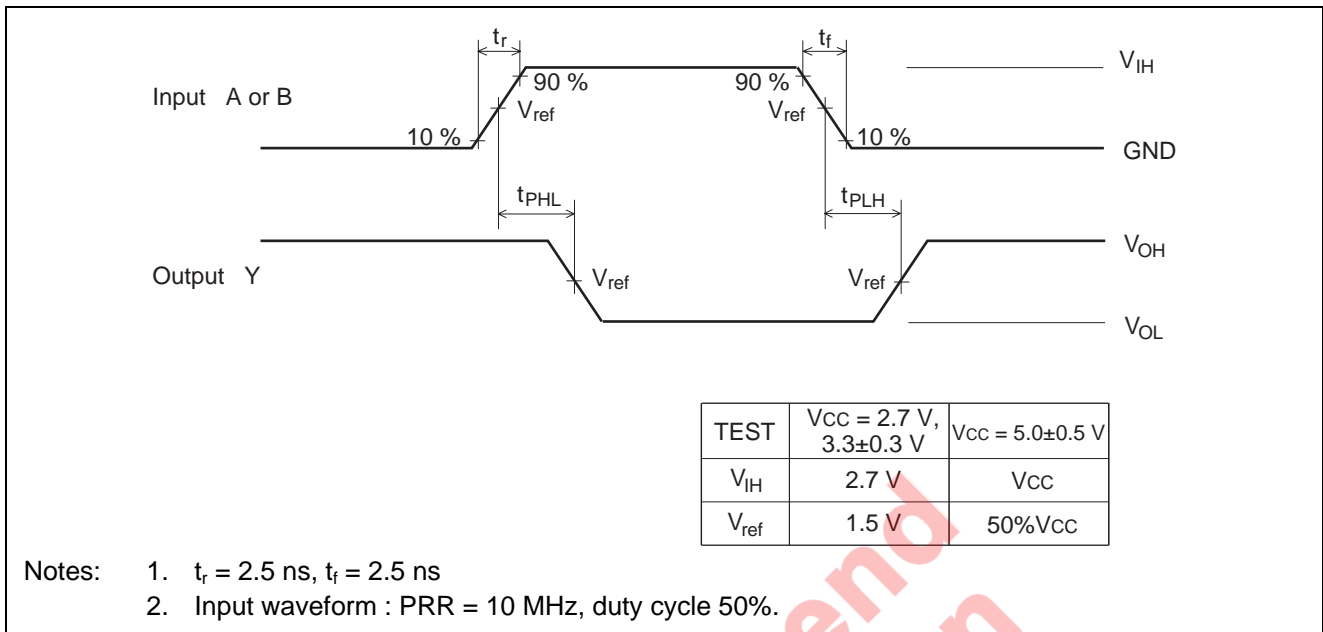 tr tf
VIH
90 % 90 %
Input A or B
Vref Vref
10 % 10 %
GND
tPHL tPLH
VOH
Output Y
Vref Vref
VOL
TEST VCC = 2.7 V, 3.3±0.3 V VCC = 5.0±0.5 V
VIH 2.7 V VCC
Vref 1.5 V 50%VCC
Notes: 1. tr = 2.5 ns, tf = 2.5 ns
2. Input waveform : PRR = 10 MHz, duty cycle 50%.
end